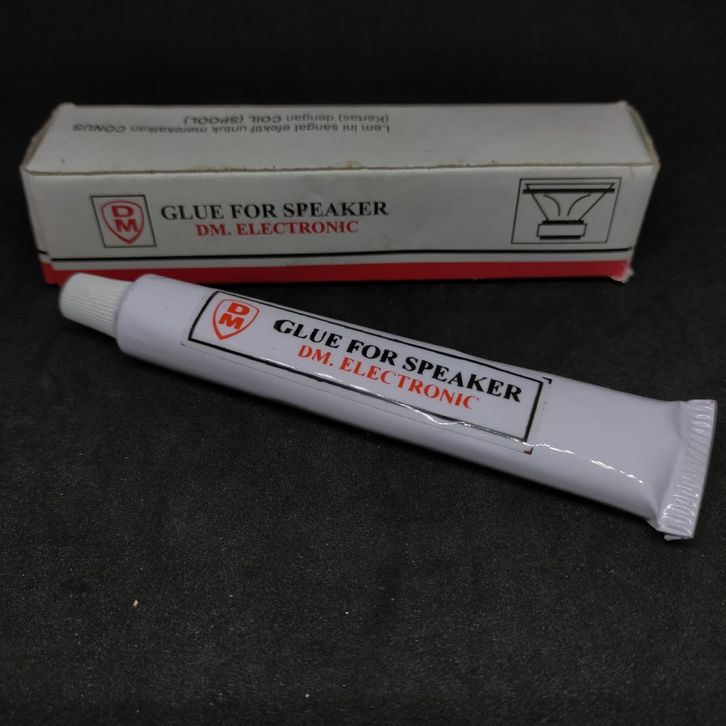 Lem ini sangat efektif untuk merekatkan CONUS
(Kertas) dengan COIL (SPOOL)
DM
GLUE FOR SPEAKER
DM. ELECTRONIC
DM
GLUE FOR SPEAKER
DM. ELECTRONIC